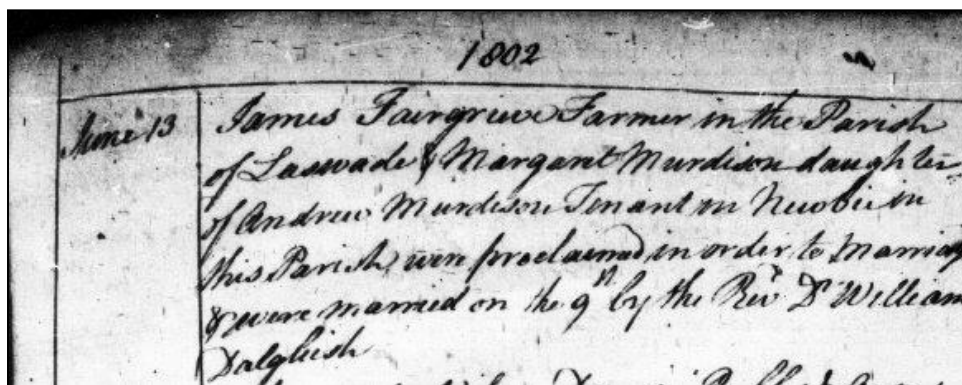 1802
June 13 James Fairgrieve Farmer in the Parish
of Laswade & Margaret Murdison daughter
of Andrew Murdison Tenant in Newbie in
this Parish, were proclaimed in order to Marriage
& were married on the 9th by the Revd Dr William
Dalgliesh